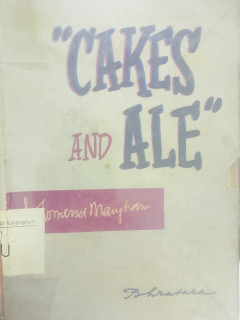 "CAKES
AND ALE"
Somerset Maugham
U
Bhratara